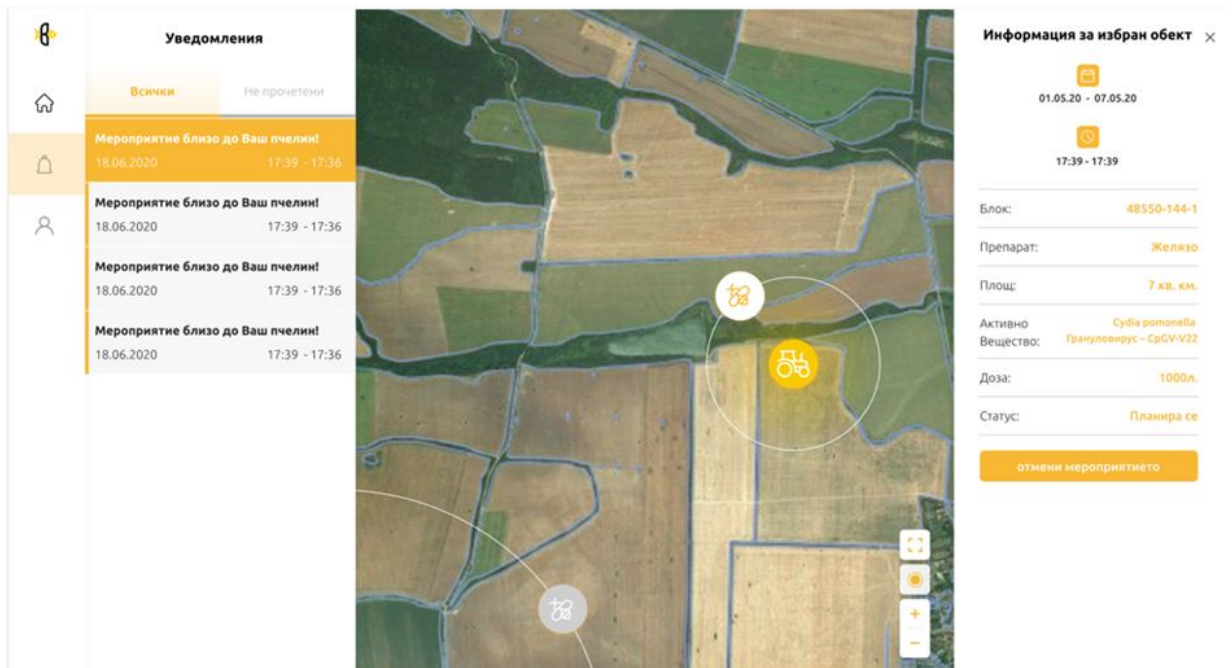 Уведомления
Всички
Не прочетени
Мероприятие близо до Ваш пчелин!
18.06.2020 17:39 - 17:36
Мероприятие близо до Ваш пчелин!
18.06.2020 17:39 - 17:36
Мероприятие близо до Ваш пчелин!
18.06.2020 17:39 - 17:36
Мероприятие близо до Ваш пчелин!
18.06.2020 17:39 - 17:36
Информация за избран обект
01.05.20 - 07.05.20
17:39 - 17:39
Блок: 48550-144-1
Препарат: Желязо
Площ: 7 кв. км.
Активно Вещество: Cydia pomonella Грануловирус – CpGV-V22
Доза: 1000л.
Статус: Планира се
отмени мероприятието